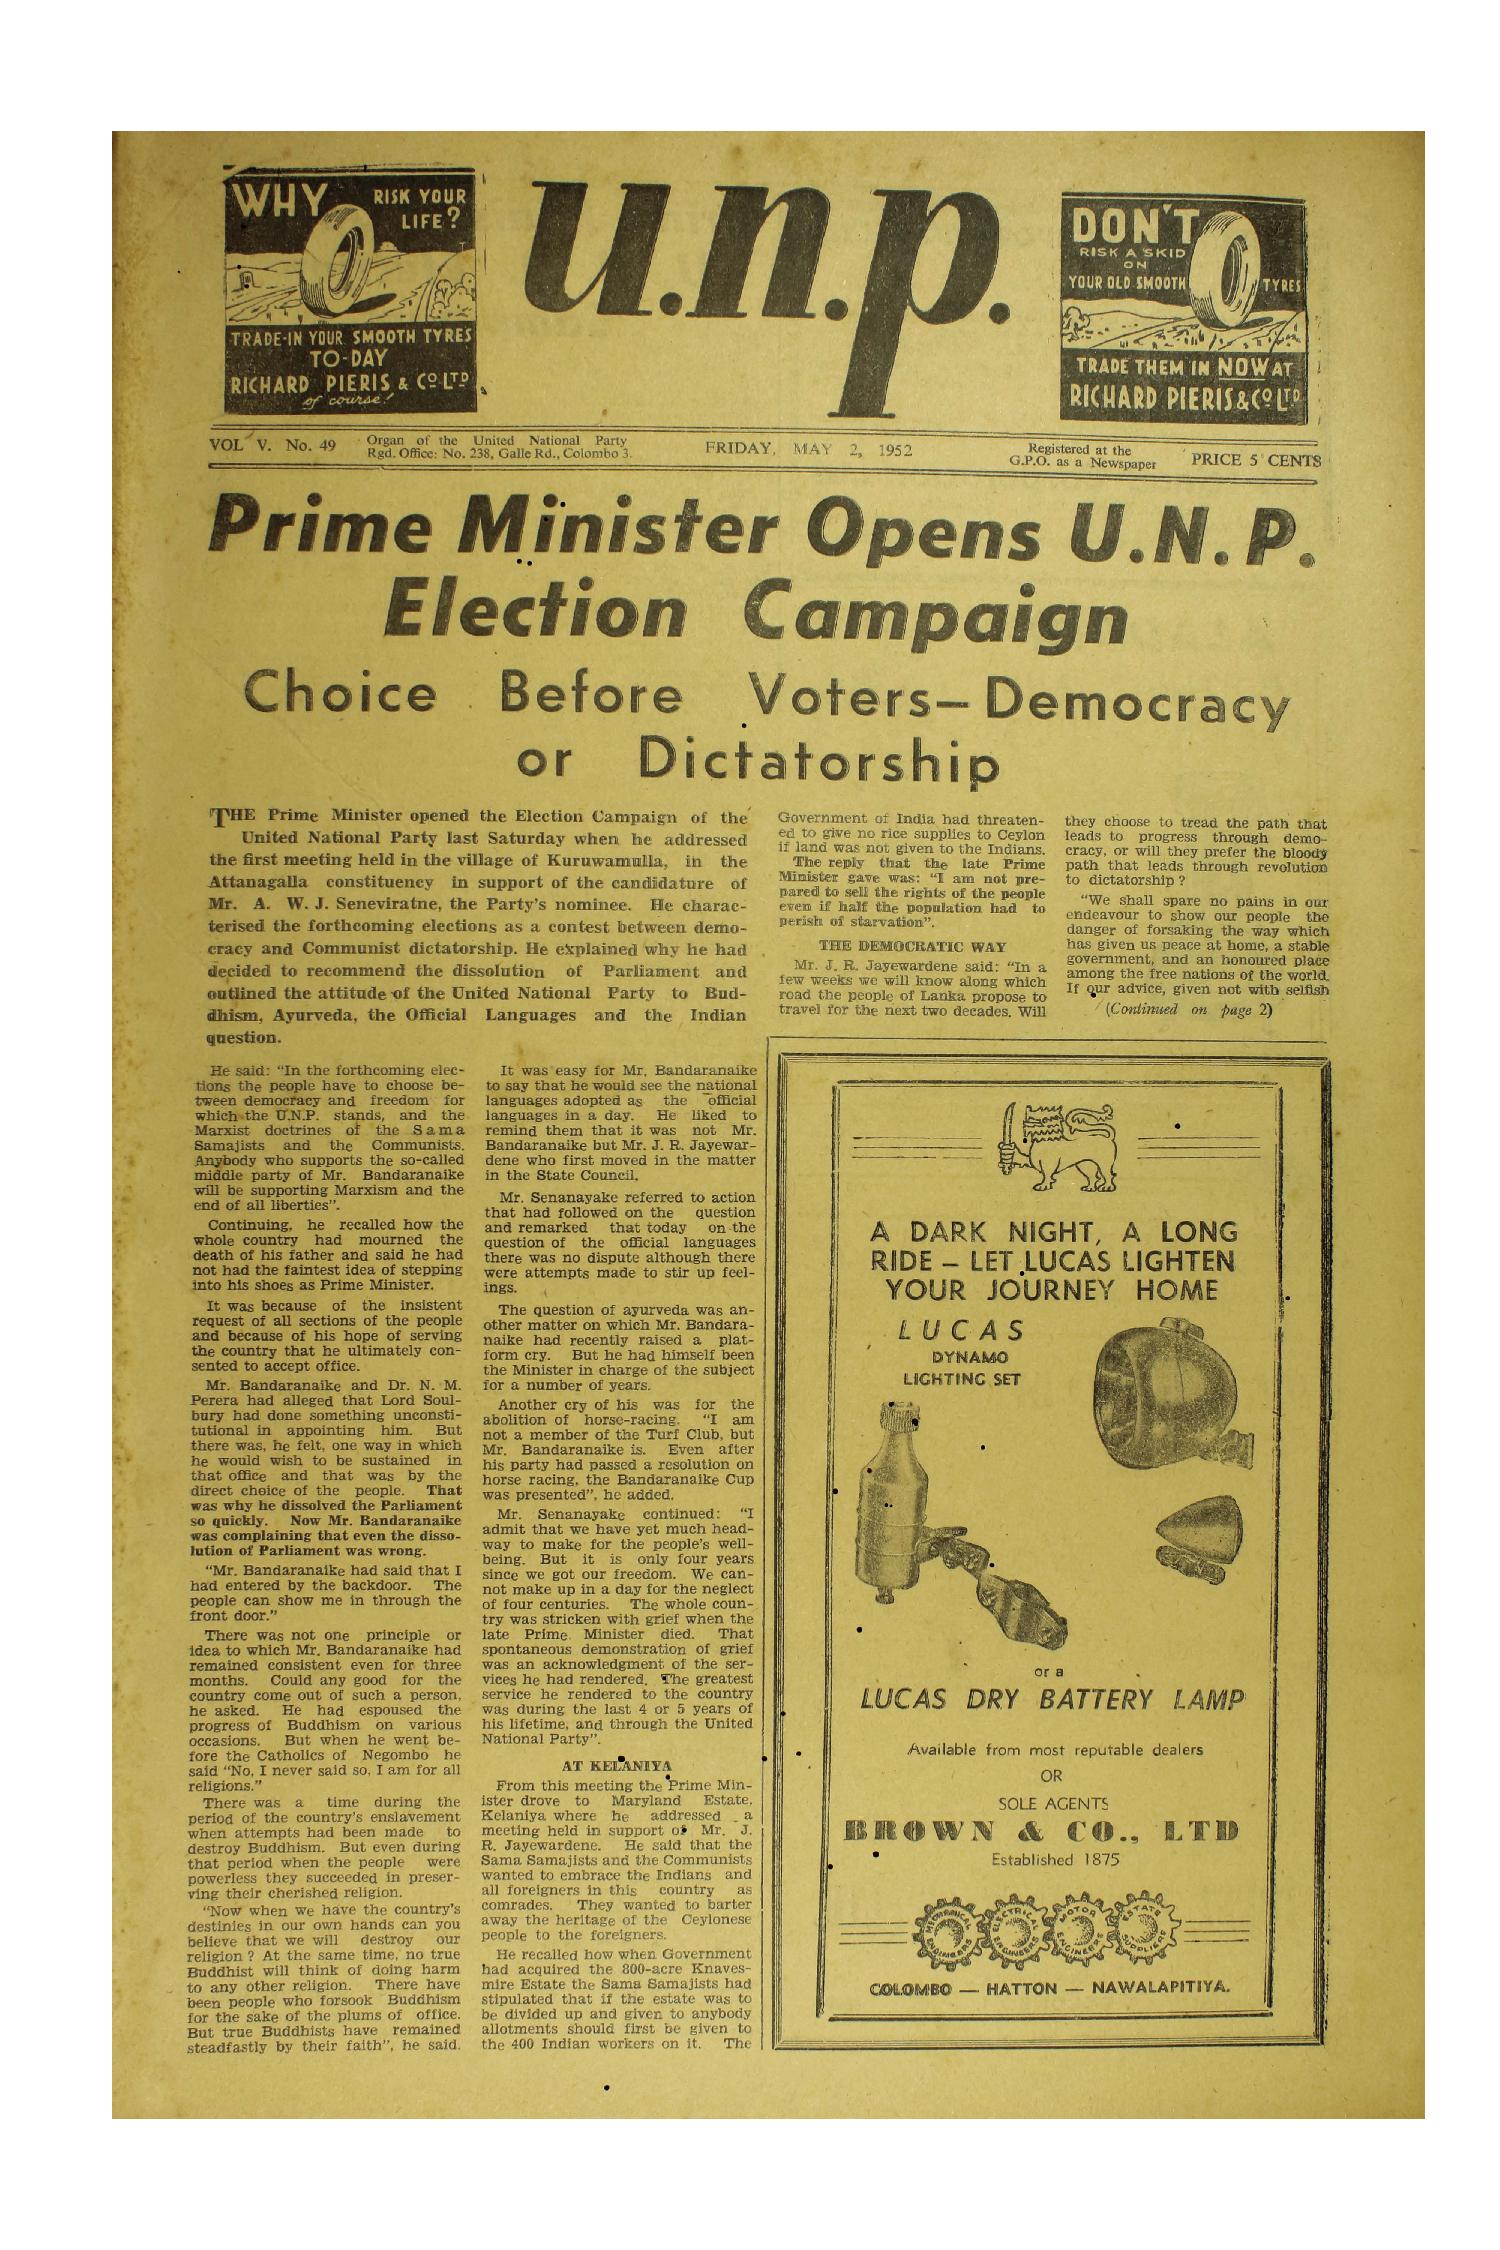 WHY RISK YOUR
LIFE?
TRADE-IN YOUR SMOOTH TYRES
TO-DAY
RICHARD PIERIS & CO. LTD
of course!
u.n.p.
DON'T
RISK A SKID
ON
YOUR OLD SMOOTH TYRES
TRADE THEM IN NOW AT
RICHARD PIERIS & CO. LTD
VOL V. No. 49
Organ of the United National Party
Rgd. Office: No. 238, Galle Rd., Colombo 3.
FRIDAY, MAY 2, 1952
Registered at the
G.P.O. as a Newspaper
PRICE 5 CENTS
Prime Minister Opens U.N.P.
Election Campaign
Choice Before Voters—Democracy
or Dictatorship
THE Prime Minister opened the Election Campaign of the
United National Party last Saturday when he addressed
the first meeting held in the village of Kuruwamulla, in the
Attanagalla constituency in support of the candidature of
Mr. A. W. J. Seneviratne, the Party's nominee. He charac-
terised the forthcoming elections as a contest between demo-
cracy and Communist dictatorship. He explained why he had
decided to recommend the dissolution of Parliament and
outlined the attitude of the United National Party to Bud-
dhism, Ayurveda, the Official Languages and the Indian
question.
He said: "In the forthcoming elec-
tions the people have to choose be-
tween democracy and freedom for
which the U.N.P. stands, and the
Marxist doctrines of the Sama
Samajists and the Communists.
Anybody who supports the so-called
middle party of Mr. Bandaranaike
will be supporting Marxism and the
end of all liberties".
Continuing, he recalled how the
whole country had mourned the
death of his father and said he had
not had the faintest idea of stepping
into his shoes as Prime Minister.
It was because of the insistent
request of all sections of the people
and because of his hope of serving
the country that he ultimately con-
sented to accept office.
Mr. Bandaranaike and Dr. N. M.
Perera had alleged that Lord Soul-
bury had done something unconsti-
tutional in appointing him. But
there was, he felt, one way in which
he would wish to be sustained in
that office and that was by the
direct choice of the people. That
was why he dissolved the Parliament
so quickly. Now Mr. Bandaranaike
was complaining that even the disso-
lution of Parliament was wrong.
"Mr. Bandaranaike had said that I
had entered by the backdoor. The
people can show me in through the
front door."
There was not one principle or
idea to which Mr. Bandaranaike had
remained consistent even for three
months. Could any good for the
country come out of such a person,
he asked. He had espoused the
progress of Buddhism on various
occasions. But when he went be-
fore the Catholics of Negombo he
said "No, I never said so, I am for all
religions."
There was a time during the
period of the country's enslavement
when attempts had been made to
destroy Buddhism. But even during
that period when the people were
powerless they succeeded in preser-
ving their cherished religion.
"Now when we have the country's
destinies in our own hands can you
believe that we will destroy our
religion? At the same time, no true
Buddhist will think of doing harm
to any other religion. There have
been people who forsook Buddhism
for the sake of the plums of office.
But true Buddhists have remained
steadfastly by their faith", he said.
It was easy for Mr. Bandaranaike
to say that he would see the national
languages adopted as the official
languages in a day. He liked to
remind them that it was not Mr.
Bandaranaike but Mr. J. R. Jayewar-
dene who first moved in the matter
in the State Council.
Mr. Senanayake referred to action
that had followed on the question
and remarked that today on the
question of the official languages
there was no dispute although there
were attempts made to stir up feel-
ings.
The question of ayurveda was an-
other matter on which Mr. Bandara-
naike had recently raised a plat-
form cry. But he had himself been
the Minister in charge of the subject
for a number of years.
Another cry of his was for the
abolition of horse-racing. "I am
not a member of the Turf Club, but
Mr. Bandaranaike is. Even after
his party had passed a resolution on
horse racing, the Bandaranaike Cup
was presented", he added.
Mr. Senanayake continued: "I
admit that we have yet much head-
way to make for the people's well-
being. But it is only four years
since we got our freedom. We can-
not make up in a day for the neglect
of four centuries. The whole coun-
try was stricken with grief when the
late Prime Minister died. That
spontaneous demonstration of grief
was an acknowledgment of the ser-
vices he had rendered. The greatest
service he rendered to the country
was during the last 4 or 5 years of
his lifetime, and through the United
National Party".
AT KELANIYA
From this meeting the Prime Min-
ister drove to Maryland Estate,
Kelaniya where he addressed a
meeting held in support of Mr. J.
R. Jayewardene. He said that the
Sama Samajists and the Communists
wanted to embrace the Indians and
all foreigners in this country as
comrades. They wanted to barter
away the heritage of the Ceylonese
people to the foreigners.
He recalled how when Government
had acquired the 800-acre Knaves-
mire Estate the Sama Samajists had
stipulated that if the estate was to
be divided up and given to anybody
allotments should first be given to
the 400 Indian workers on it. The
Government of India had threaten-
ed to give no rice supplies to Ceylon
if land was not given to the Indians.
The reply that the late Prime
Minister gave was: "I am not pre-
pared to sell the rights of the people
even if half the population had to
perish of starvation".
THE DEMOCRATIC WAY
Mr. J. R. Jayewardene said: "In a
few weeks we will know along which
road the people of Lanka propose to
travel for the next two decades. Will
they choose to tread the path that
leads to progress through demo-
cracy, or will they prefer the bloody
path that leads through revolution
to dictatorship?
"We shall spare no pains in our
endeavour to show our people the
danger of forsaking the way which
has given us peace at home, a stable
government, and an honoured place
among the free nations of the world.
If our advice, given not with selfish
(Continued on page 2)
A DARK NIGHT, A LONG
RIDE – LET LUCAS LIGHTEN
YOUR JOURNEY HOME
LUCAS
DYNAMO
LIGHTING SET
or a
LUCAS DRY BATTERY LAMP
Available from most reputable dealers
OR
SOLE AGENTS
BROWN & CO., LTD
Established 1875
MECHANICAL ENGINEERS
ELECTRICAL ENGINEERS
MOTOR ENGINEERS
ESTATE SUPPLIERS
COLOMBO — HATTON — NAWALAPITIYA.